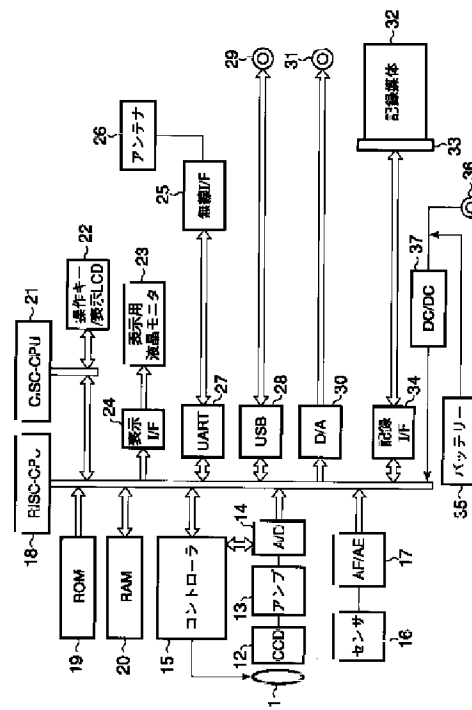 18
RISC-CPU
21
CISC-CPU
22
操作キー
/表示LCD
19
ROM
20
RAM
24
表示
I/F
23
表示用
液晶モニタ
26
アンテナ
25
無線I/F
27
UART
28
USB
29
30
D/A
31
15
コントローラ
14
A/D
13
アンプ
12
CCD
1
17
AF/AE
16
センサ
34
記録
I/F
33
32
記録媒体
37
DC/DC
36
35
バッテリー